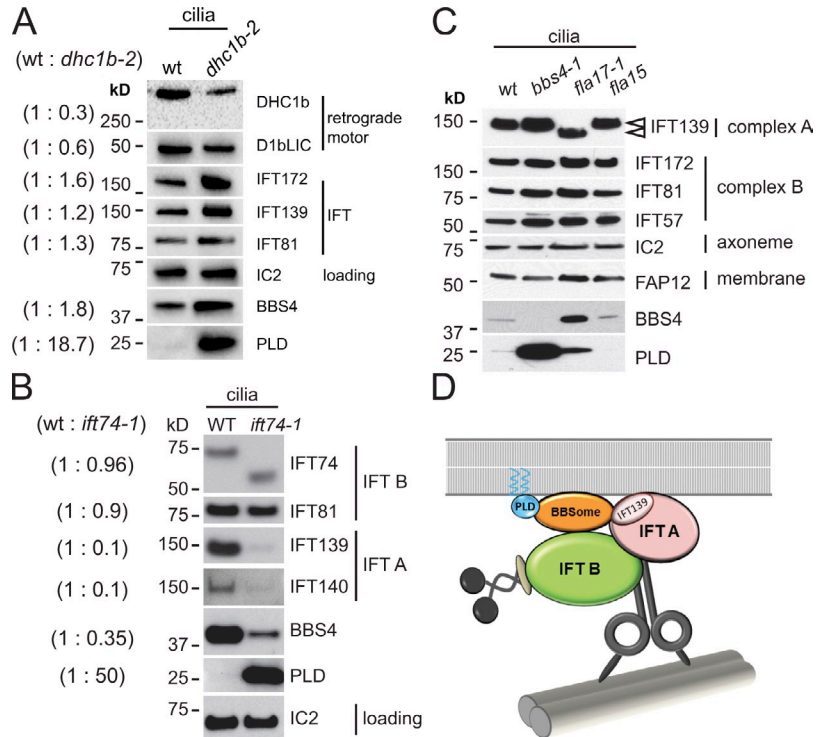 A
cilia
(wt : dhc1b-2)
wt
dhc1b-2
kD
(1 : 0.3)
250
DHC1b
retrograde
motor
(1 : 0.6)
50
D1bLIC
(1 : 1.6)
150
IFT172
(1 : 1.2)
150
IFT139
IFT
(1 : 1.3)
75
IFT81
75
IC2
loading
(1 : 1.8)
37
BBS4
(1 : 18.7)
25
PLD
B
cilia
(wt : ift74-1)
kD
WT
ift74-1
75
(1 : 0.96)
50
IFT74
IFT B
(1 : 0.9)
75
IFT81
(1 : 0.1)
150
IFT139
IFT A
(1 : 0.1)
150
IFT140
(1 : 0.35)
37
BBS4
(1 : 50)
25
PLD
75
IC2
loading
C
cilia
wt
bbs4-1
fla17-1
fla15
kD
150
IFT139
complex A
150
IFT172
complex B
75
IFT81
50
IFT57
75
IC2
axoneme
50
FAP12
membrane
37
BBS4
25
PLD
D
PLD
BBSome
IFT139
IFT A
IFT B